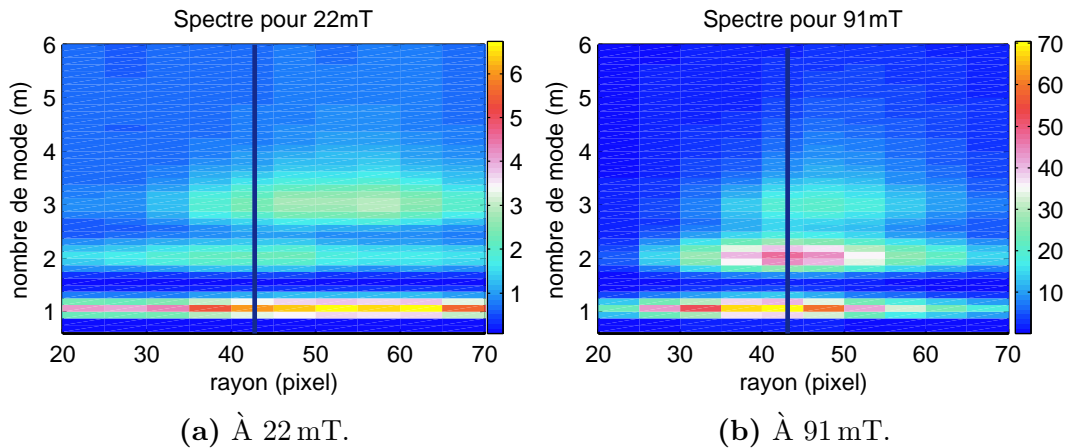 Spectre pour 22mT
nombre de mode (m)
6
5
4
3
2
1
20 30 40 50 60 70
rayon (pixel)
6
5
4
3
2
1
(a) À 22 mT.
Spectre pour 91mT
nombre de mode (m)
6
5
4
3
2
1
20 30 40 50 60 70
rayon (pixel)
70
60
50
40
30
20
10
(b) À 91 mT.